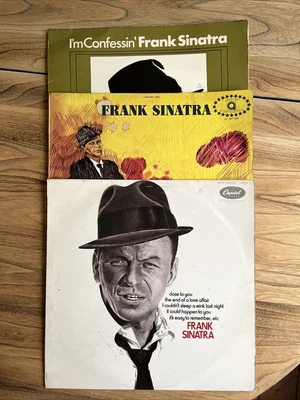 I'm Confessin' Frank Sinatra
FRANK SINATRA
Capitol
close to you
the end of a love affair
I couldn't sleep a wink last night
it could happen to you
it's easy to remember, etc
FRANK
SINATRA